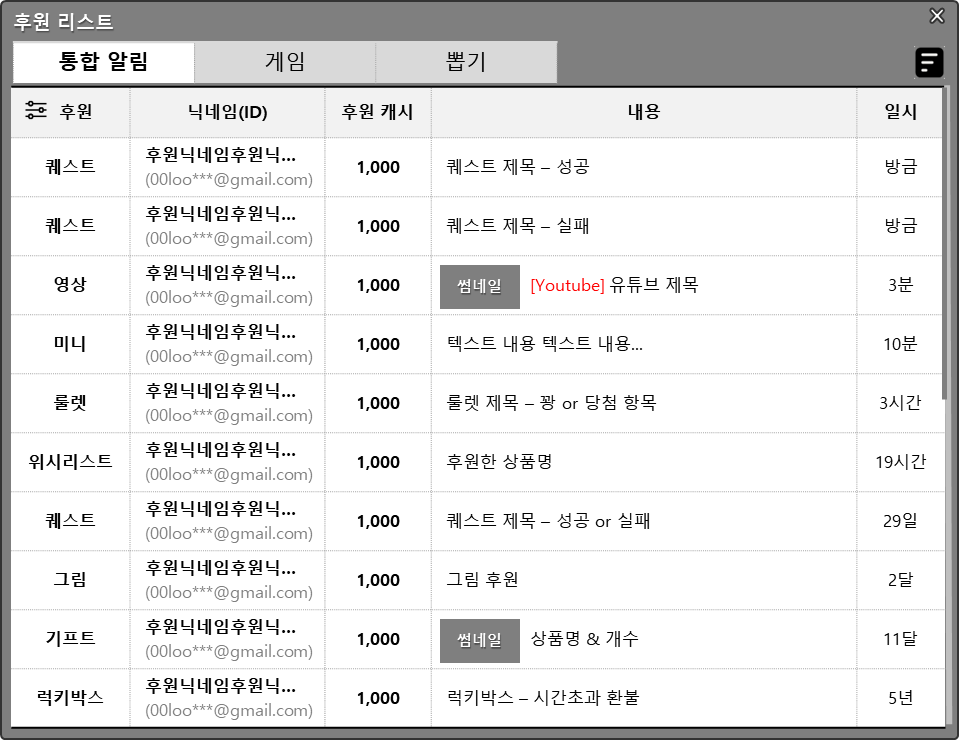 후원 리스트
통합 알림 게임 뽑기
후원 닉네임(ID) 후원 캐시 내용 일시
퀘스트 후원닉네임후원닉... (00loo***@gmail.com) 1,000 퀘스트 제목 – 성공 방금
퀘스트 후원닉네임후원닉... (00loo***@gmail.com) 1,000 퀘스트 제목 – 실패 방금
영상 후원닉네임후원닉... (00loo***@gmail.com) 1,000 썸네일 [Youtube] 유튜브 제목 3분
미니 후원닉네임후원닉... (00loo***@gmail.com) 1,000 텍스트 내용 텍스트 내용... 10분
룰렛 후원닉네임후원닉... (00loo***@gmail.com) 1,000 룰렛 제목 – 꽝 or 당첨 항목 3시간
위시리스트 후원닉네임후원닉... (00loo***@gmail.com) 1,000 후원한 상품명 19시간
퀘스트 후원닉네임후원닉... (00loo***@gmail.com) 1,000 퀘스트 제목 – 성공 or 실패 29일
그림 후원닉네임후원닉... (00loo***@gmail.com) 1,000 그림 후원 2달
기프트 후원닉네임후원닉... (00loo***@gmail.com) 1,000 썸네일 상품명 & 개수 11달
럭키박스 후원닉네임후원닉... (00loo***@gmail.com) 1,000 럭키박스 – 시간초과 환불 5년